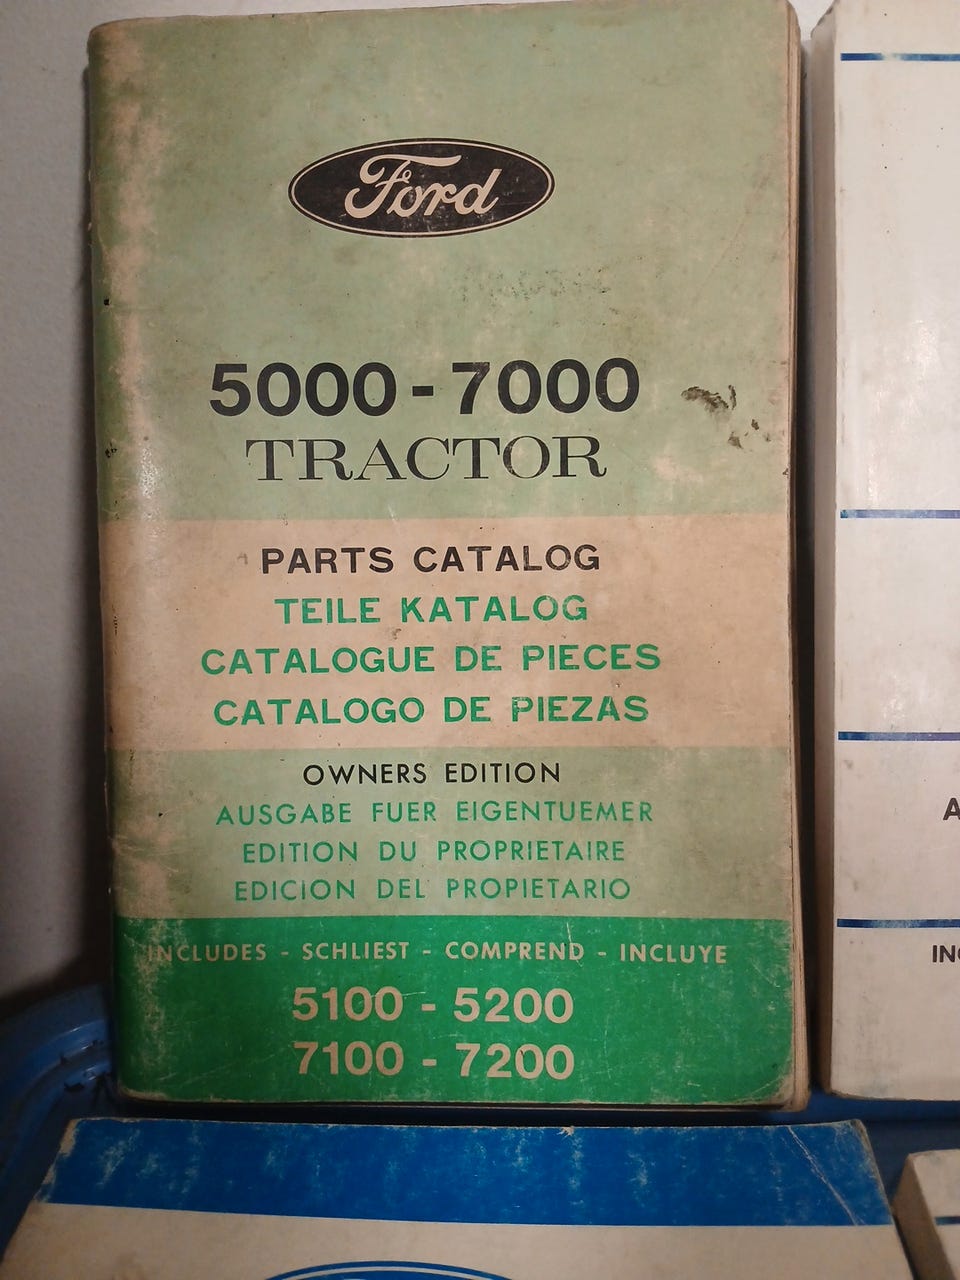 Ford
5000 - 7000
TRACTOR
PARTS CATALOG
TEILE KATALOG
CATALOGUE DE PIECES
CATALOGO DE PIEZAS
OWNERS EDITION
AUSGABE FUER EIGENTUEMER
EDITION DU PROPRIETAIRE
EDICION DEL PROPIETARIO
INCLUDES - SCHLIEST - COMPREND - INCLUYE
5100 - 5200
7100 - 7200